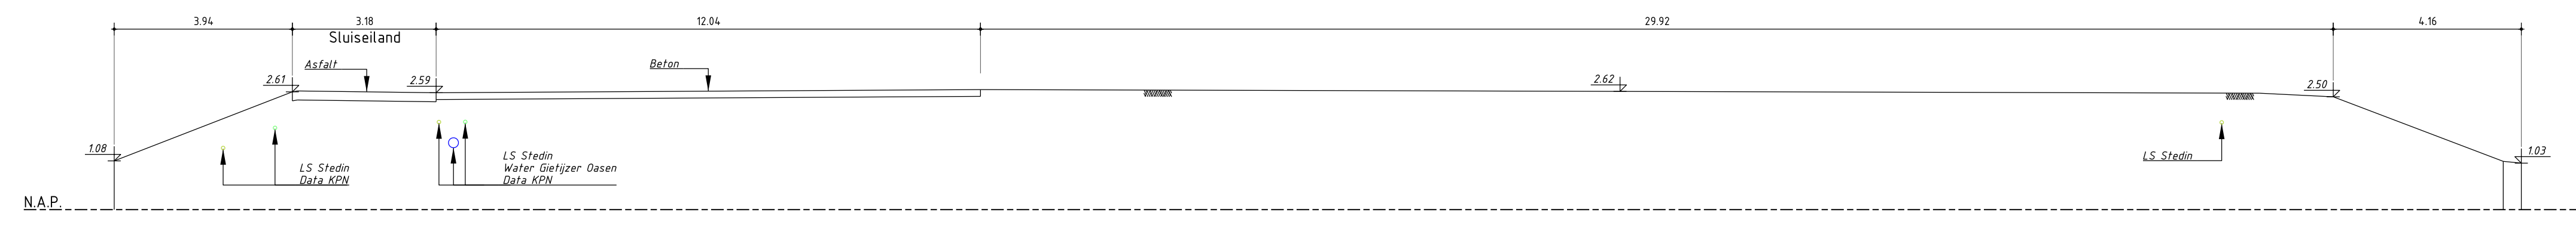 3.94
3.18
12.04
29.92
4.16
Sluiseiland
Asfalt
Beton
2.61
2.59
2.62
2.50
1.08
1.03
LS Stedin
Data KPN
LS Stedin
Water Gietijzer Oasen
Data KPN
LS Stedin
N.A.P.